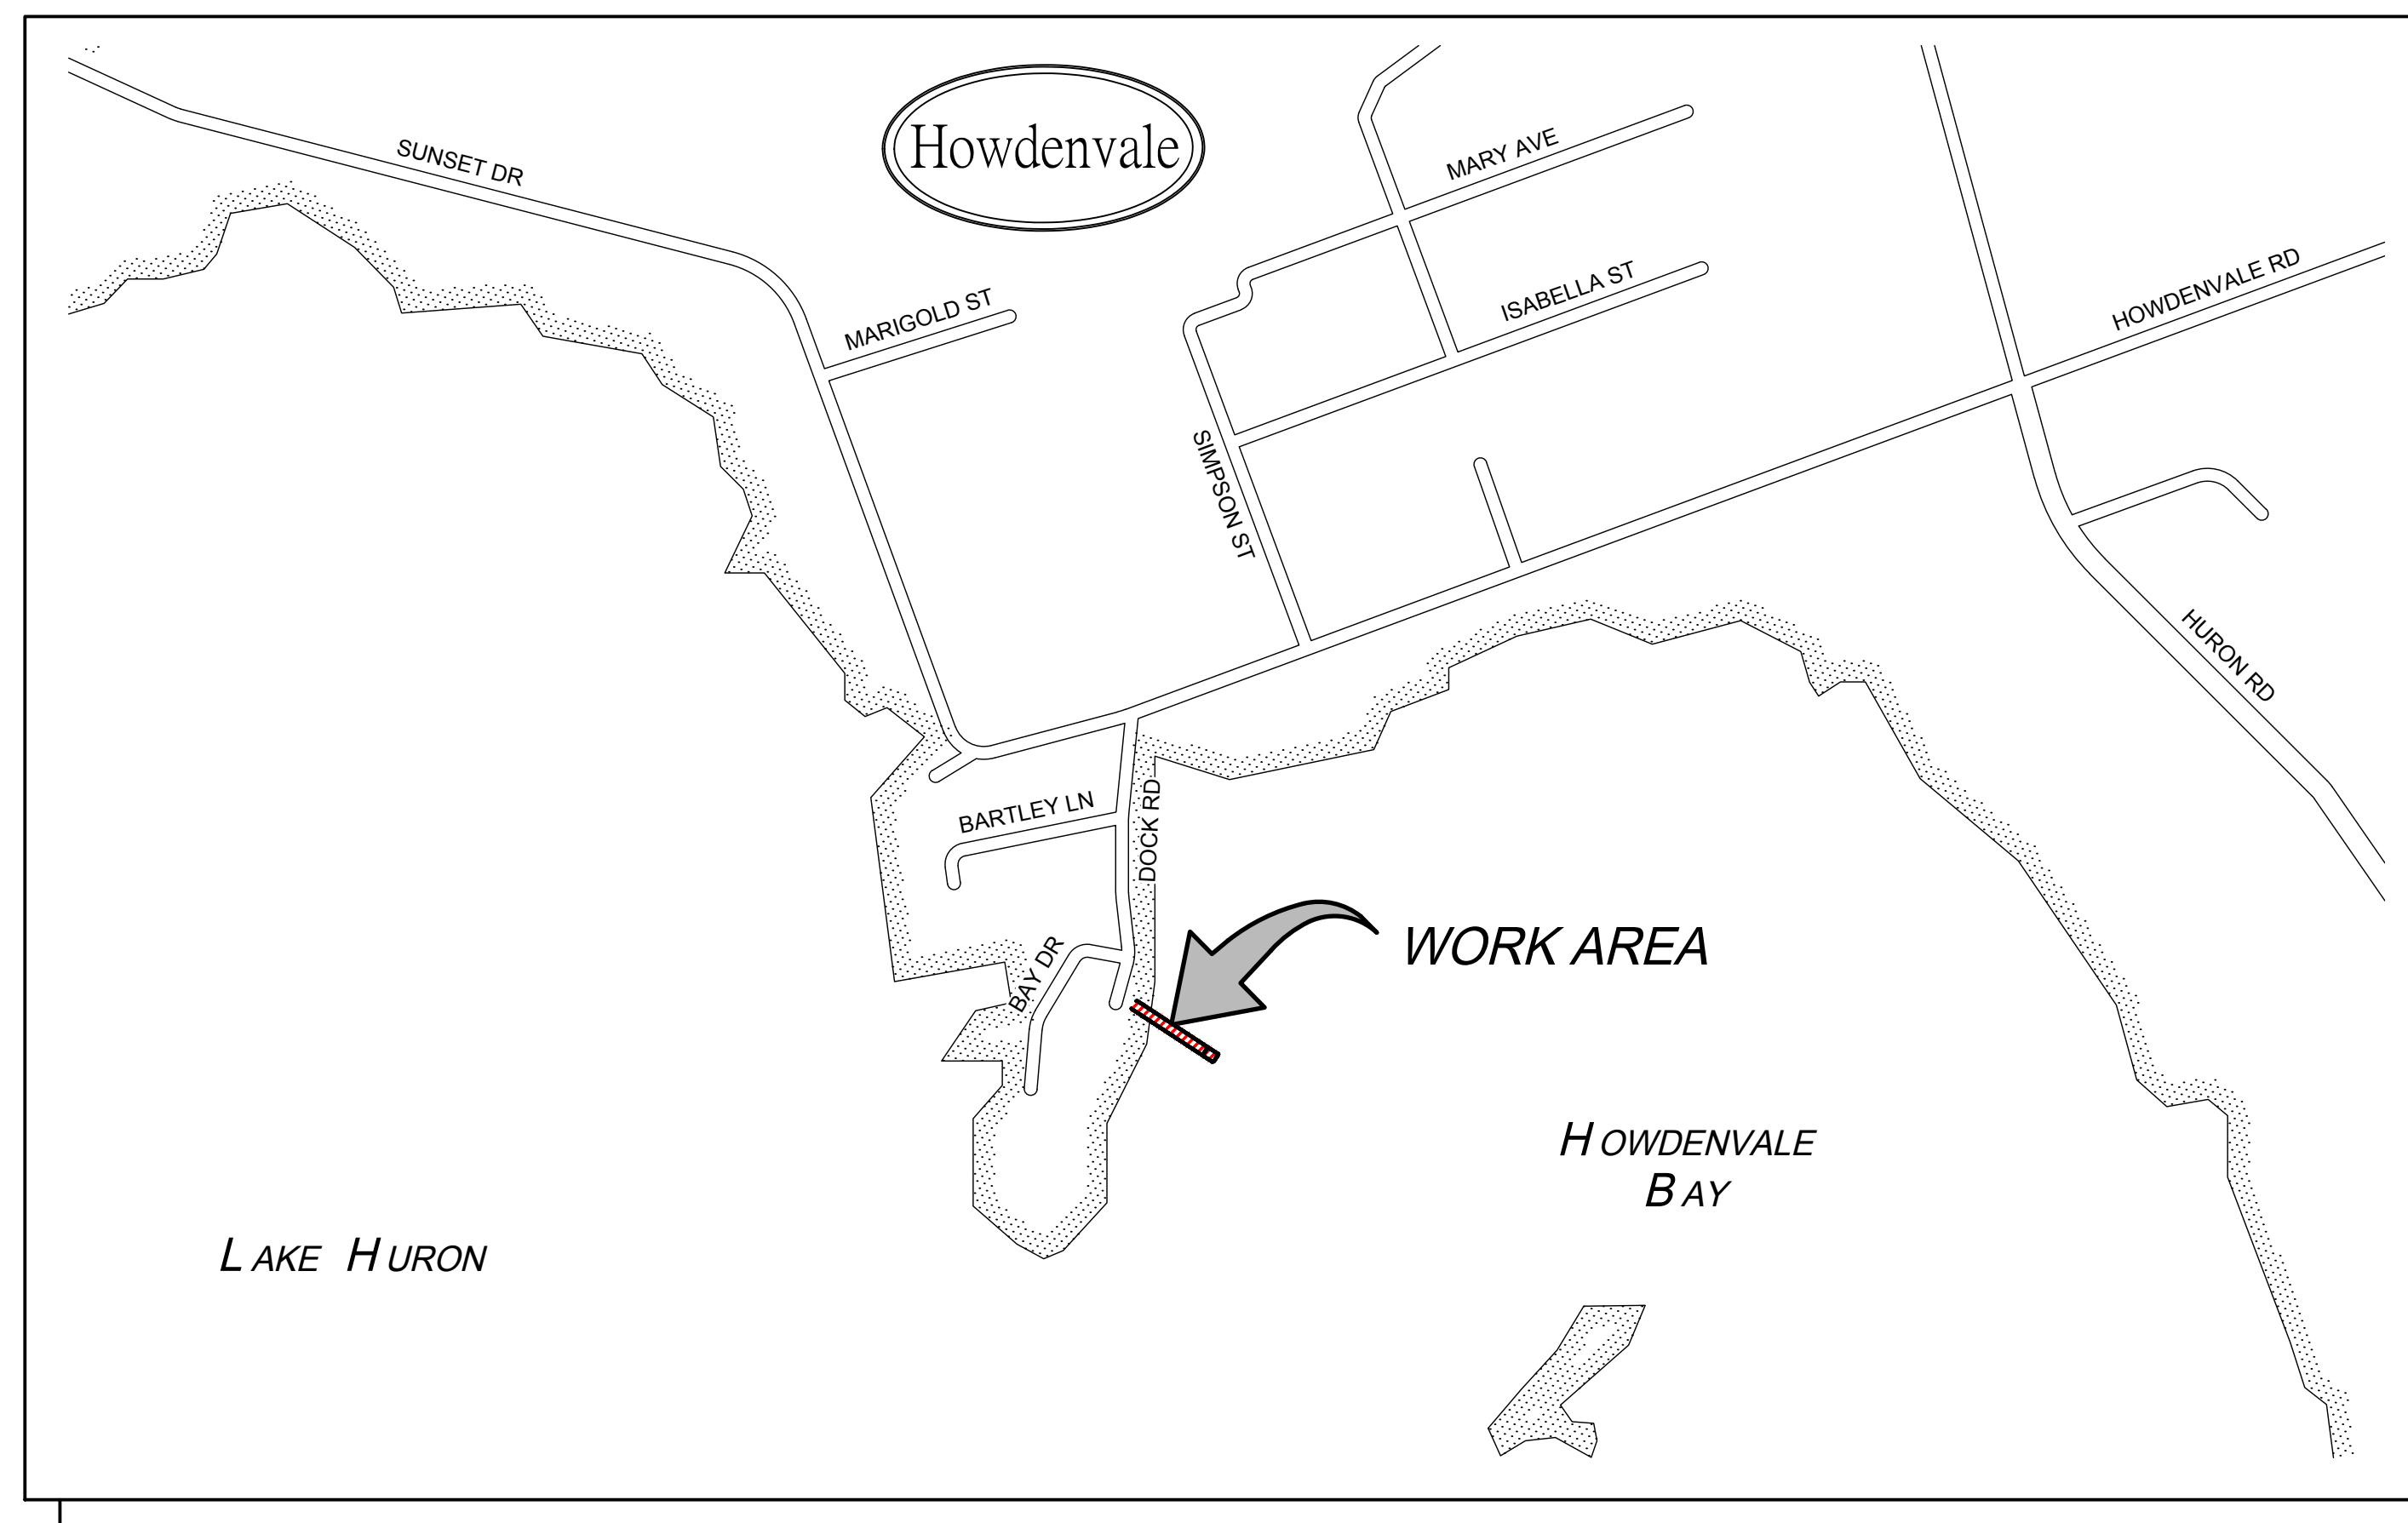 Howdenvale
SUNSET DR
MARY AVE
MARIGOLD ST
ISABELLA ST
HOWDENVALE RD
SIMPSON ST
HURON RD
BARTLEY LN
DOCK RD
BAY DR
WORK AREA
HOWDENVALE
BAY
LAKE HURON